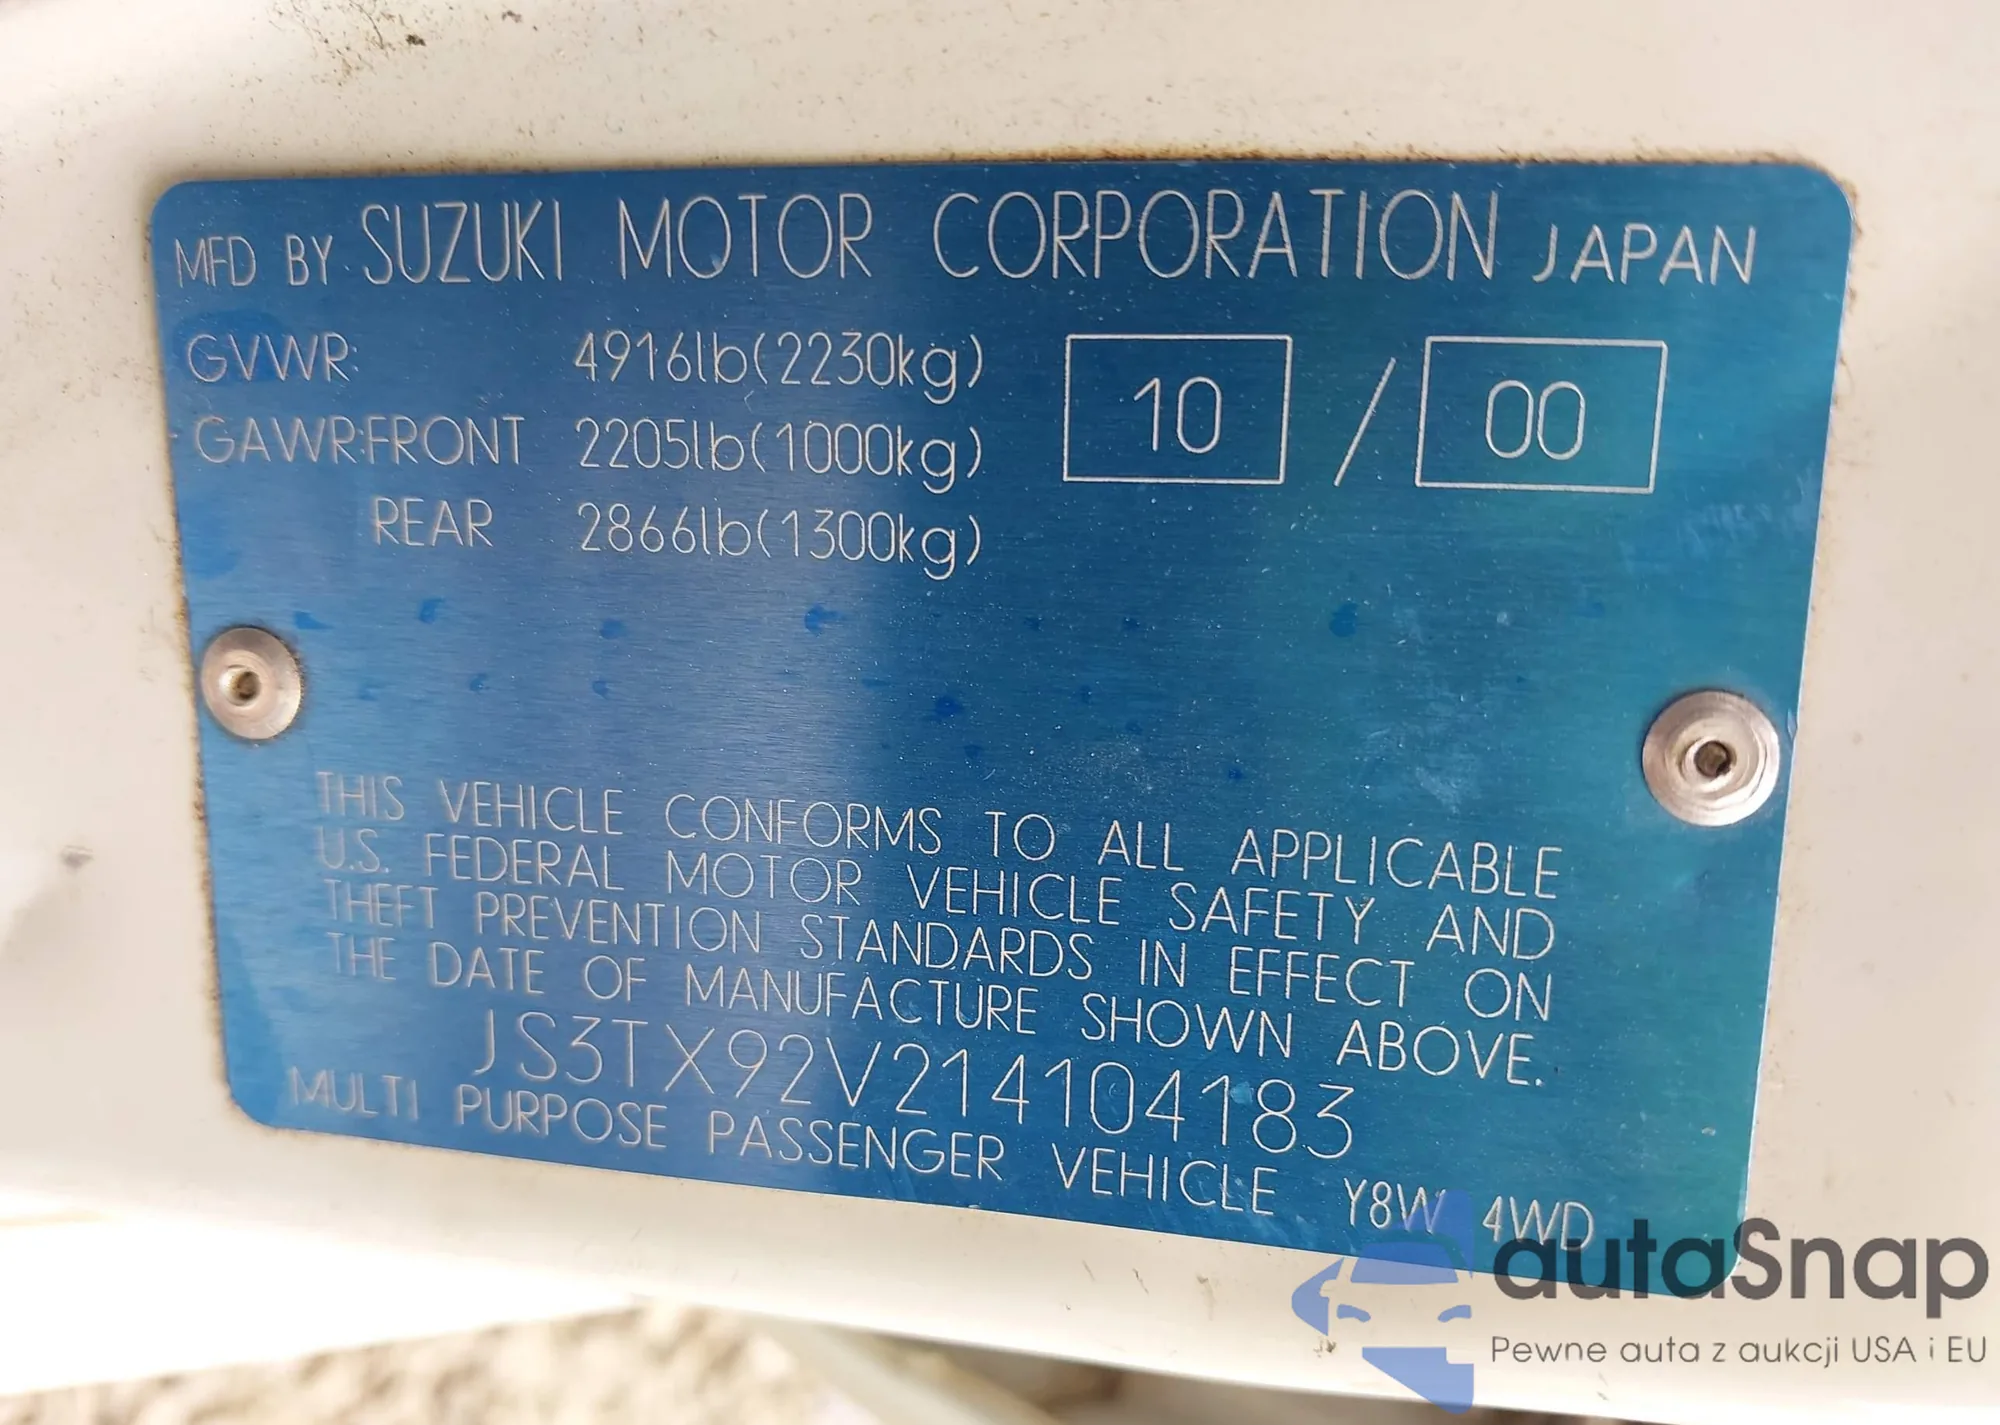 MFD BY SUZUKI MOTOR CORPORATION JAPAN
GVWR: 4916lb(2230kg)
GAWR:FRONT 2205lb(1000kg)
REAR 2866lb(1300kg)
10 / 00
THIS VEHICLE CONFORMS TO ALL APPLICABLE
U.S. FEDERAL MOTOR VEHICLE SAFETY AND
THEFT PREVENTION STANDARDS IN EFFECT ON
THE DATE OF MANUFACTURE SHOWN ABOVE.
JS3TX92V214104183
MULTI PURPOSE PASSENGER VEHICLE Y8W 4WD
autaSnap
Pewne auta z aukcji USA i EU